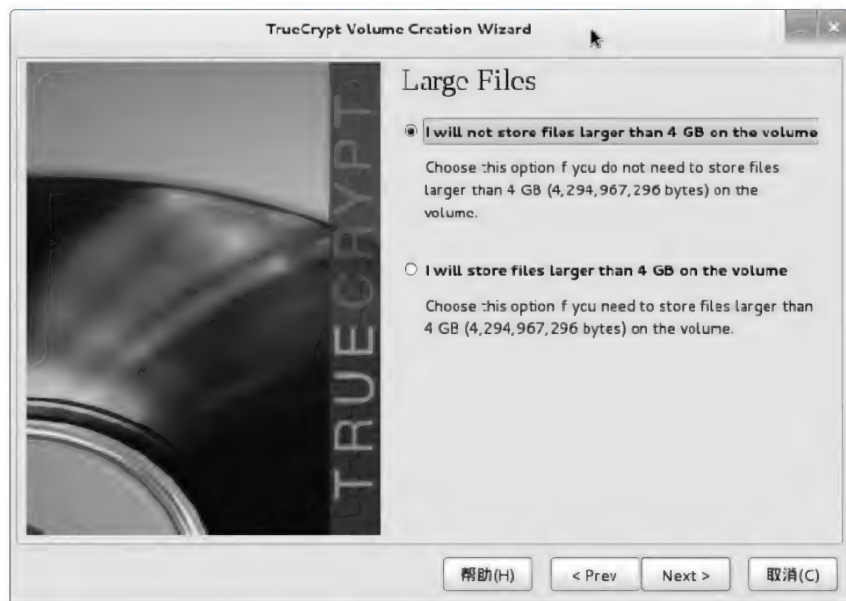 TrueCrypt Volume Creation Wizard
Large Files
I will not store files larger than 4 GB on the volume
Choose this option f you do not need to store files
larger than 4 GB (4,294,967,296 bytes) on the
volume.
I will store files larger than 4 GB on the volume
Choose this option f you need to store files larger than
4 GB (4,294,967,296 bytes) on the volume.
TRUECRYPT
帮助(H)
< Prev
Next >
取消(C)